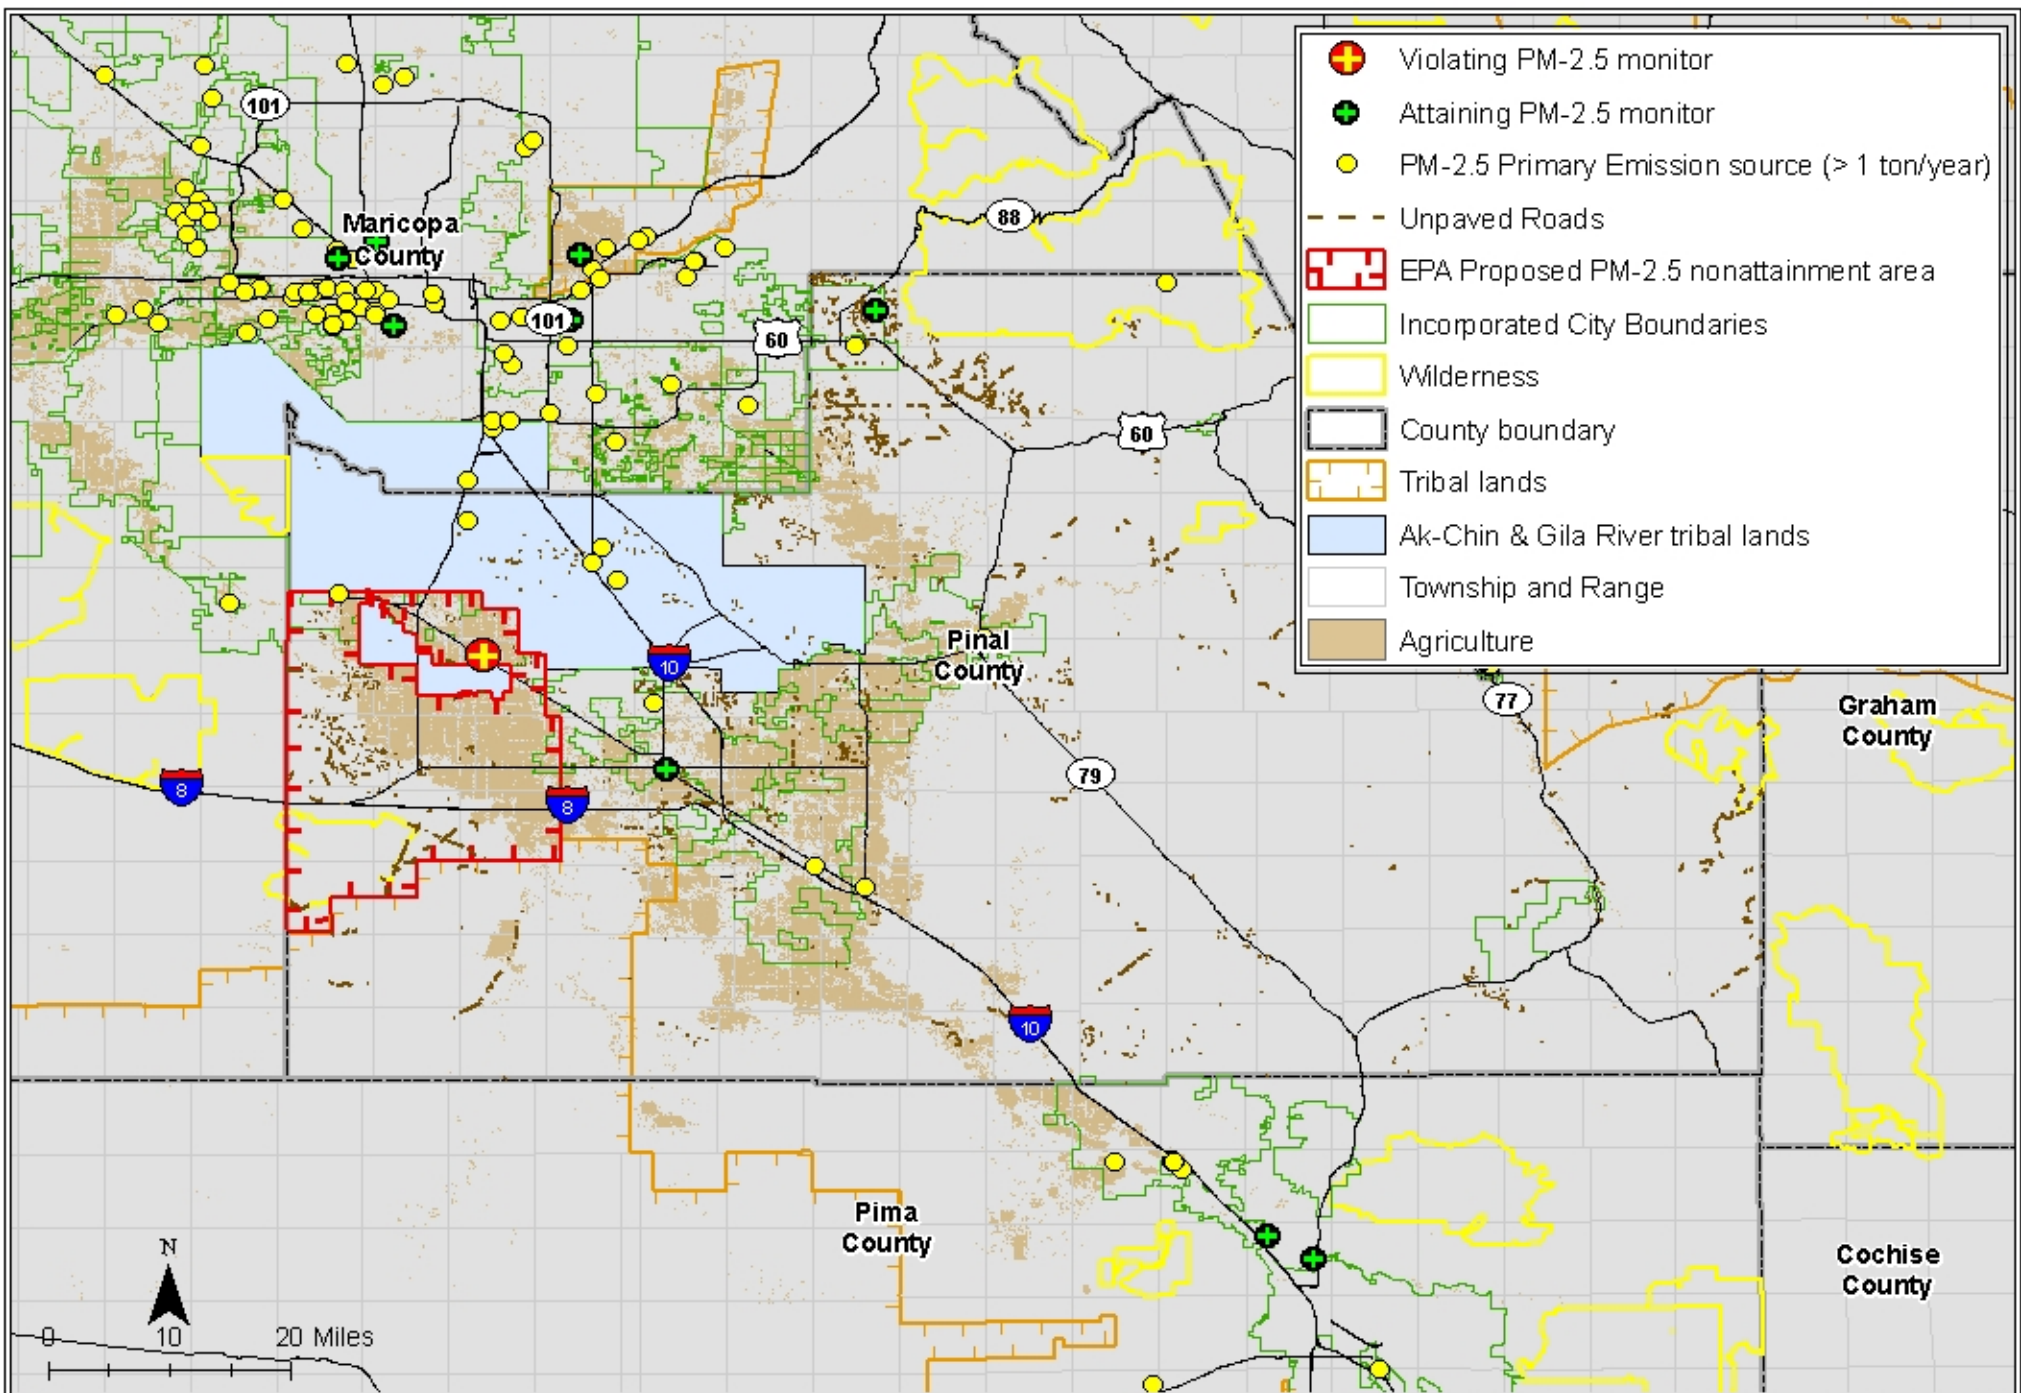 Violating PM-2.5 monitor
Attaining PM-2.5 monitor
PM-2.5 Primary Emission source (> 1 ton/year)
Unpaved Roads
EPA Proposed PM-2.5 nonattainment area
Incorporated City Boundaries
Wilderness
County boundary
Tribal lands
Ak-Chin & Gila River tribal lands
Township and Range
Agriculture
101
Maricopa
County
88
101
60
60
Pinal
County
10
77
Graham
County
79
8
8
10
Pima
County
Cochise
County
N
0 10 20 Miles